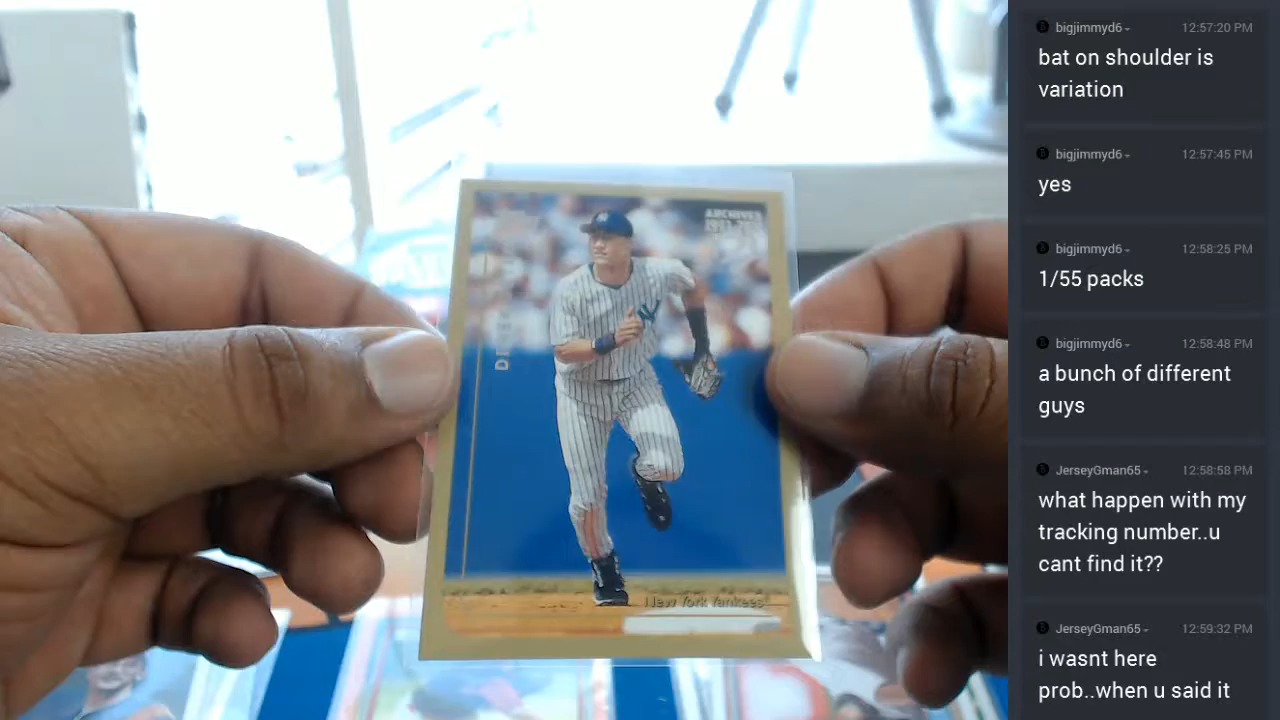 ARCHIVES
New York Yankees
bigjimmyd6 12:57:20 PM
bat on shoulder is
variation
bigjimmyd6 12:57:45 PM
yes
bigjimmyd6 12:58:25 PM
1/55 packs
bigjimmyd6 12:58:48 PM
a bunch of different
guys
JerseyGman65 12:58:58 PM
what happen with my
tracking number..u
cant find it??
JerseyGman65 12:59:32 PM
i wasnt here
prob..when u said it